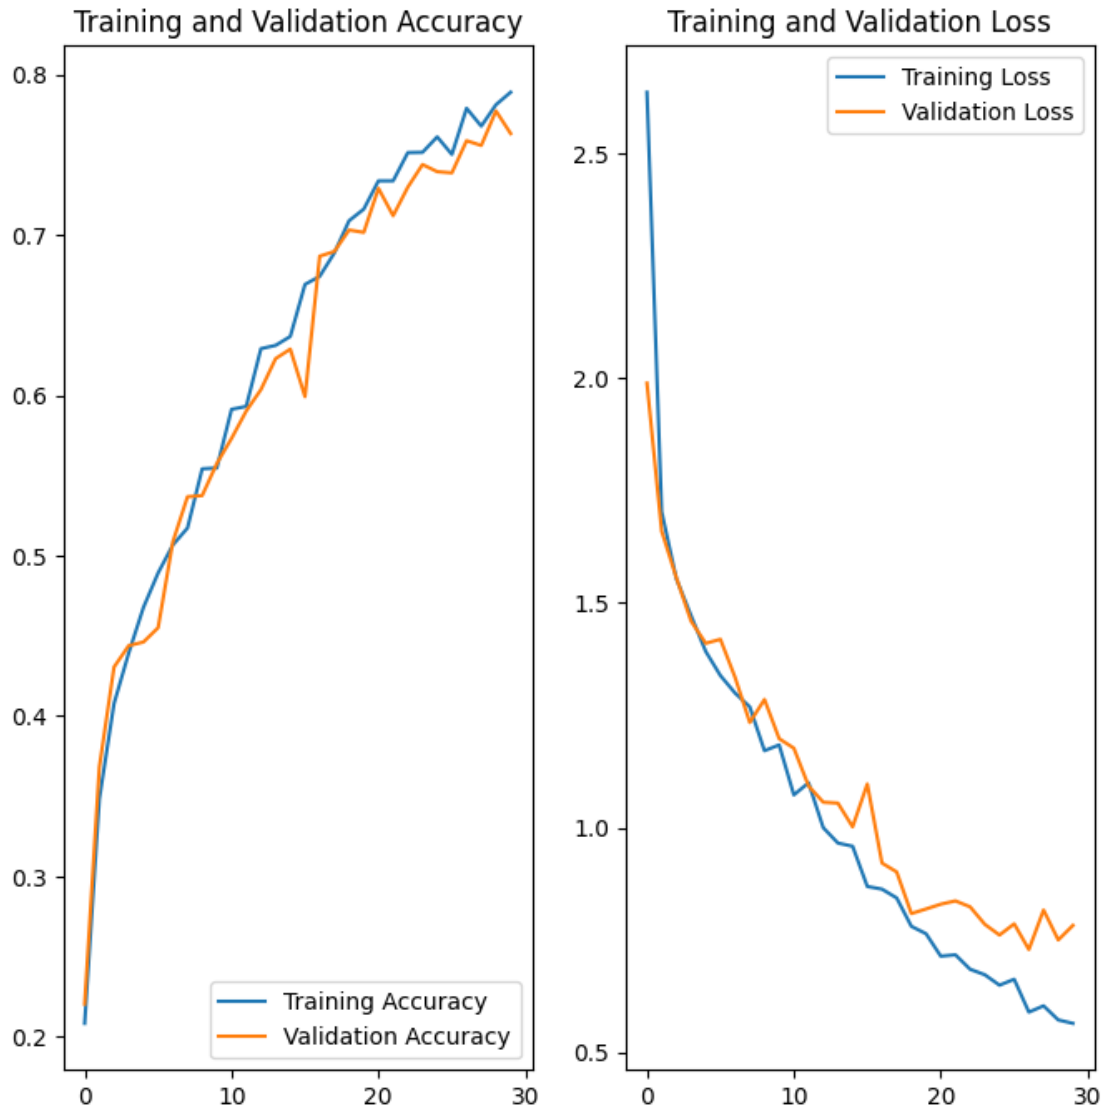 Training and Validation Accuracy
0.8
0.7
0.6
0.5
0.4
0.3
0.2
Training Accuracy
Validation Accuracy
0 10 20 30
Training and Validation Loss
Training Loss
Validation Loss
2.5
2.0
1.5
1.0
0.5
0 10 20 30